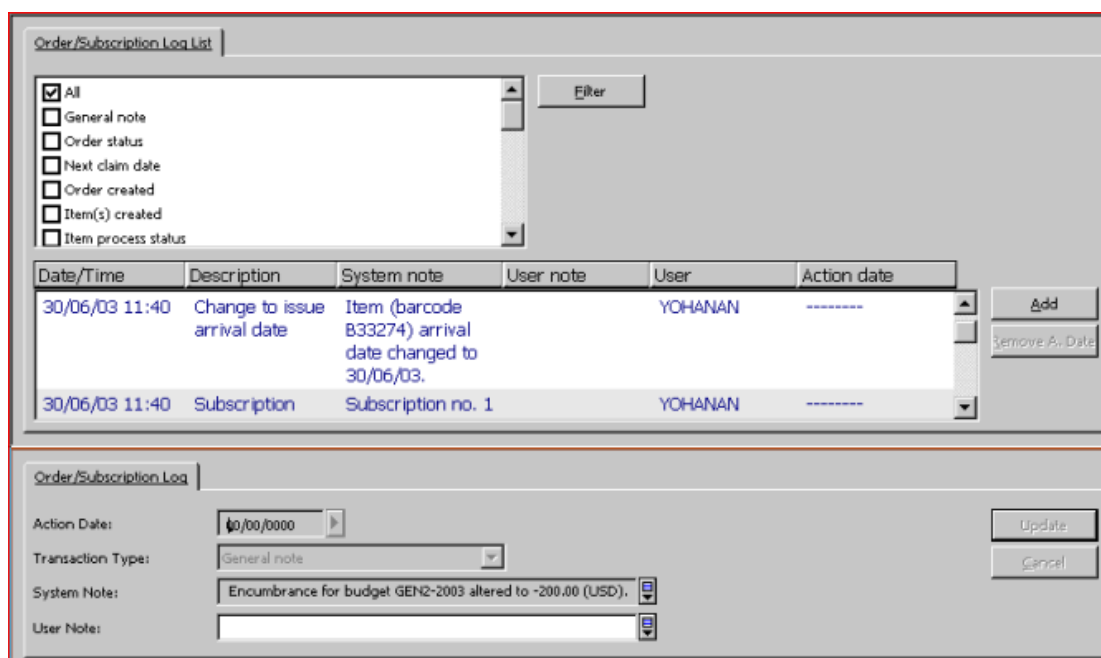 Order/Subscription Log List
All
Filter
General note
Order status
Next claim date
Order created
Item(s) created
Item process status
Date/Time Description System note User note User Action date
30/06/03 11:40 Change to issue Item (barcode YOHANAN --------
arrival date B33274) arrival
date changed to
30/06/03.
Add
Remove A. Date
30/06/03 11:40 Subscription Subscription no. 1 YOHANAN --------
Order/Subscription Log
Action Date: 00/00/0000
Update
Transaction Type: General note
Cancel
System Note: Encumbrance for budget GEN2-2003 altered to -200.00 (USD).
User Note: